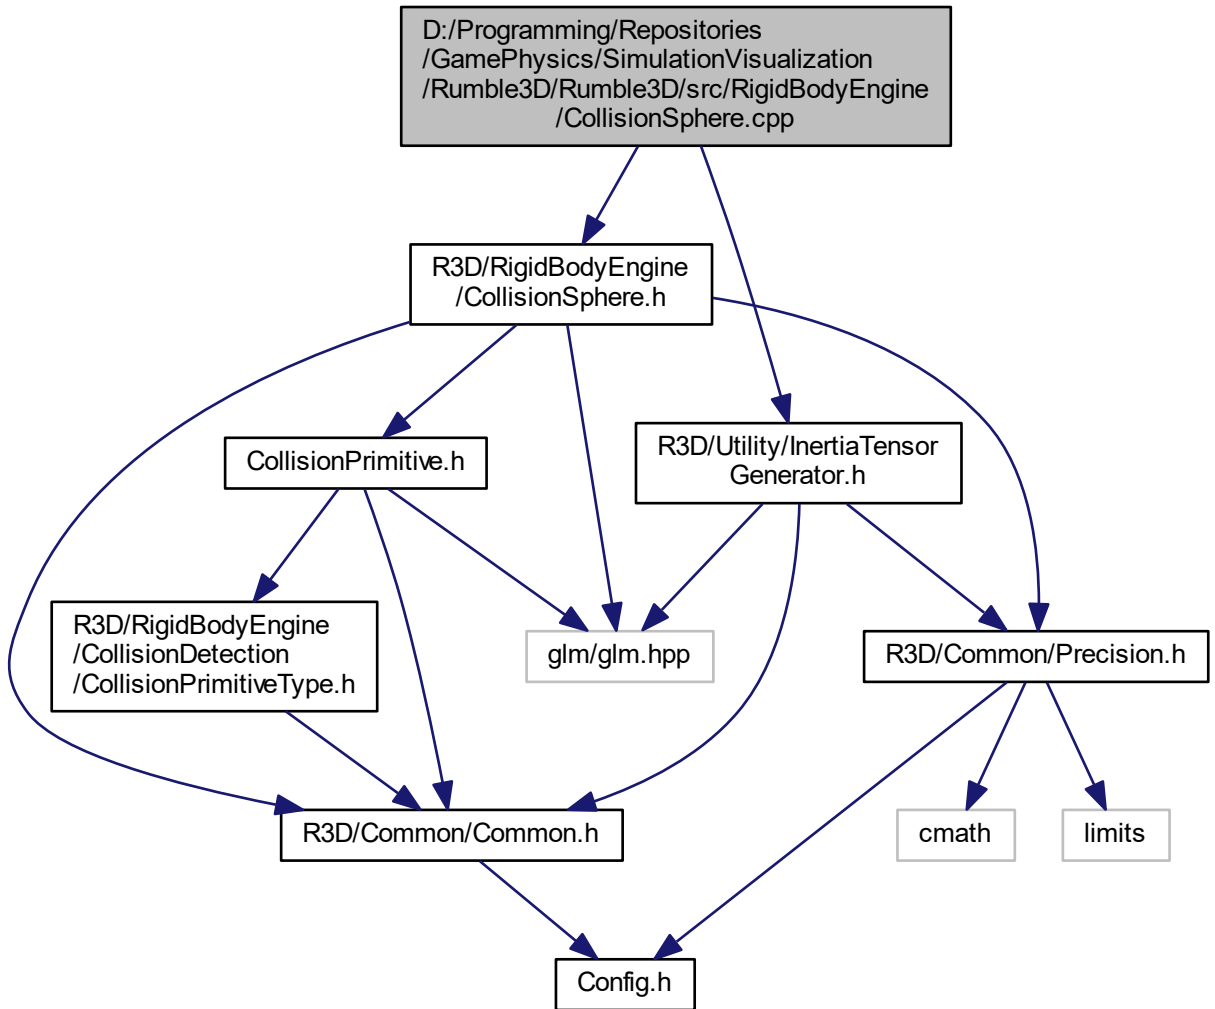 D:/Programming/Repositories
/GamePhysics/SimulationVisualization
/Rumble3D/Rumble3D/src/RigidBodyEngine
/CollisionSphere.cpp
R3D/RigidBodyEngine
/CollisionSphere.h
CollisionPrimitive.h
R3D/Utility/InertiaTensor
Generator.h
R3D/RigidBodyEngine
/CollisionDetection
/CollisionPrimitiveType.h
glm/glm.hpp
R3D/Common/Precision.h
R3D/Common/Common.h
cmath
limits
Config.h